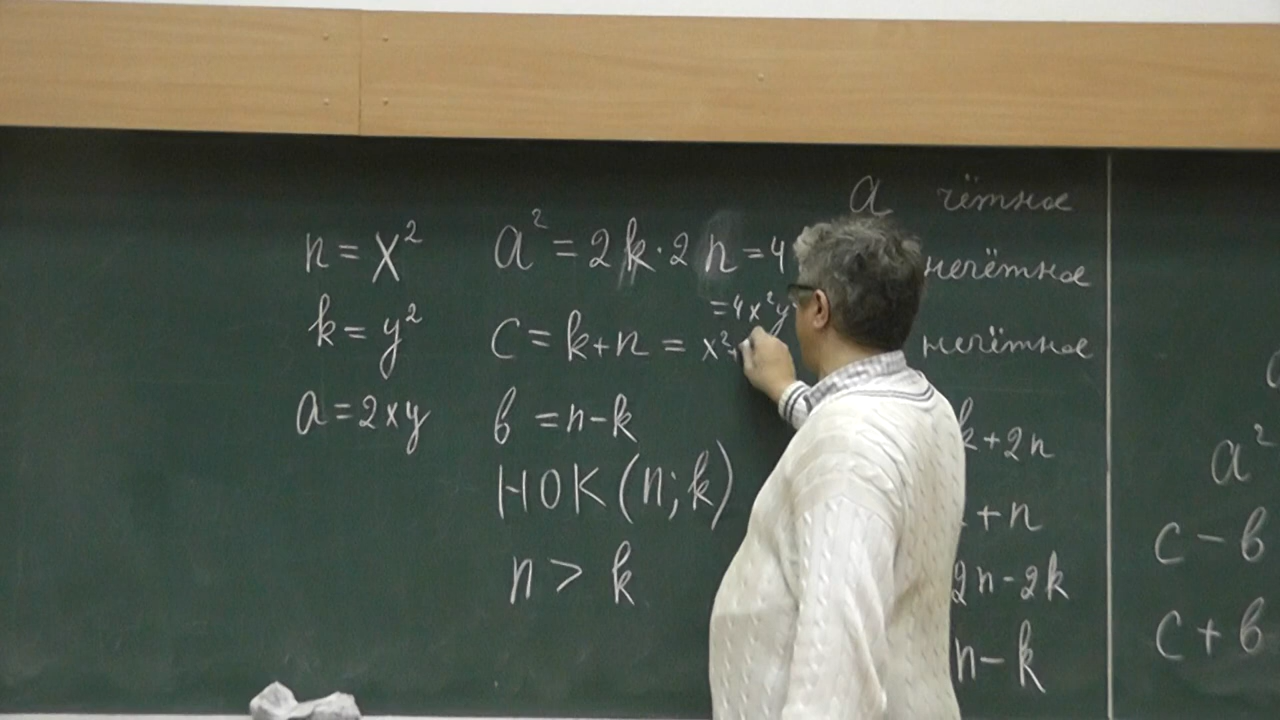 n = x²
k = y²
a = 2xy
a² = 2k·2n = 4
= 4x²y
c = k+n = x²+
в = n-k
НОК(n;k)
n > k
a чётное
нечётное
нечётное
k+2n
+n
2n-2k
n-k
a²
c-в
c+в